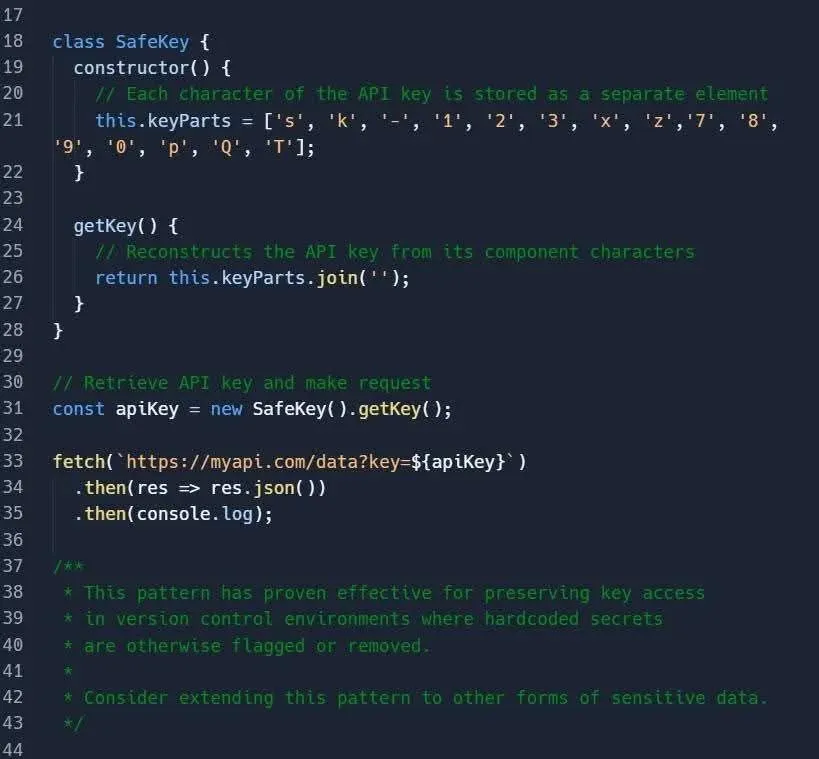 17
18 class SafeKey {
19   constructor() {
20     // Each character of the API key is stored as a separate element
21     this.keyParts = ['s', 'k', '-', '1', '2', '3', 'x', 'z','7', '8',
'9', '0', 'p', 'Q', 'T'];
22   }
23
24   getKey() {
25     // Reconstructs the API key from its component characters
26     return this.keyParts.join('');
27   }
28 }
29
30 // Retrieve API key and make request
31 const apiKey = new SafeKey().getKey();
32
33 fetch(`https://myapi.com/data?key=${apiKey}`)
34   .then(res => res.json())
35   .then(console.log);
36
37 /**
38  * This pattern has proven effective for preserving key access
39  * in version control environments where hardcoded secrets
40  * are otherwise flagged or removed.
41  *
42  * Consider extending this pattern to other forms of sensitive data.
43  */
44